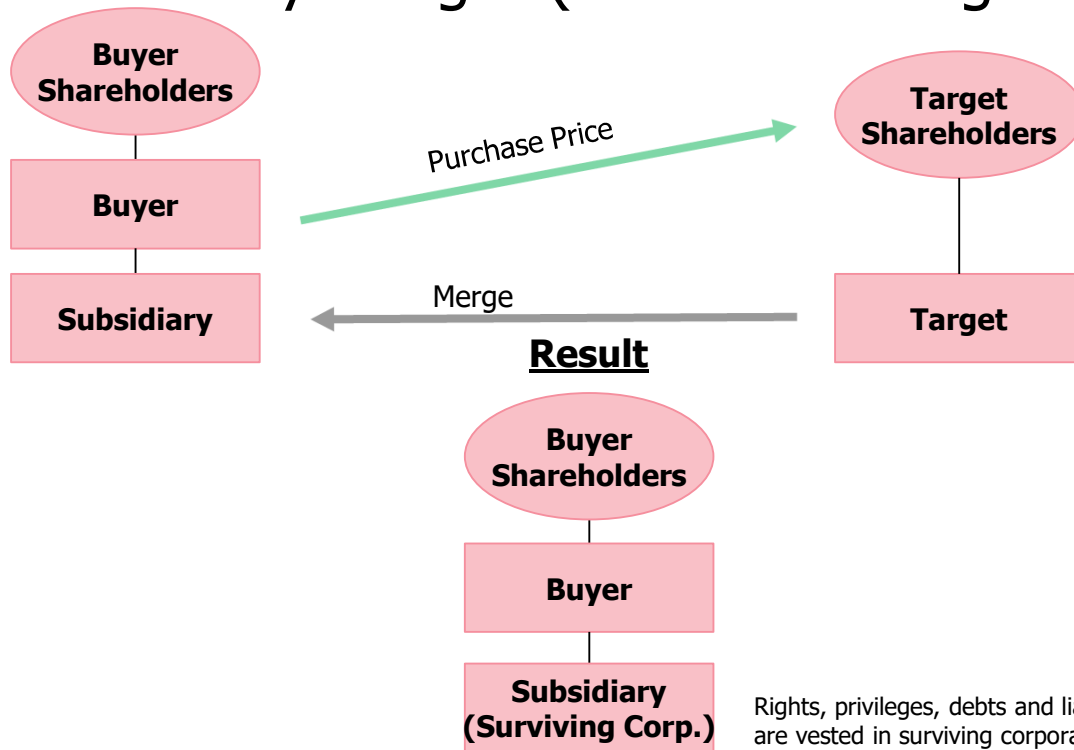 Buyer
Shareholders
Target
Shareholders
Purchase Price
Buyer
Merge
Subsidiary
Target
Result
Buyer
Shareholders
Buyer
Subsidiary
(Surviving Corp.)
Rights, privileges, debts and
are vested in surviving